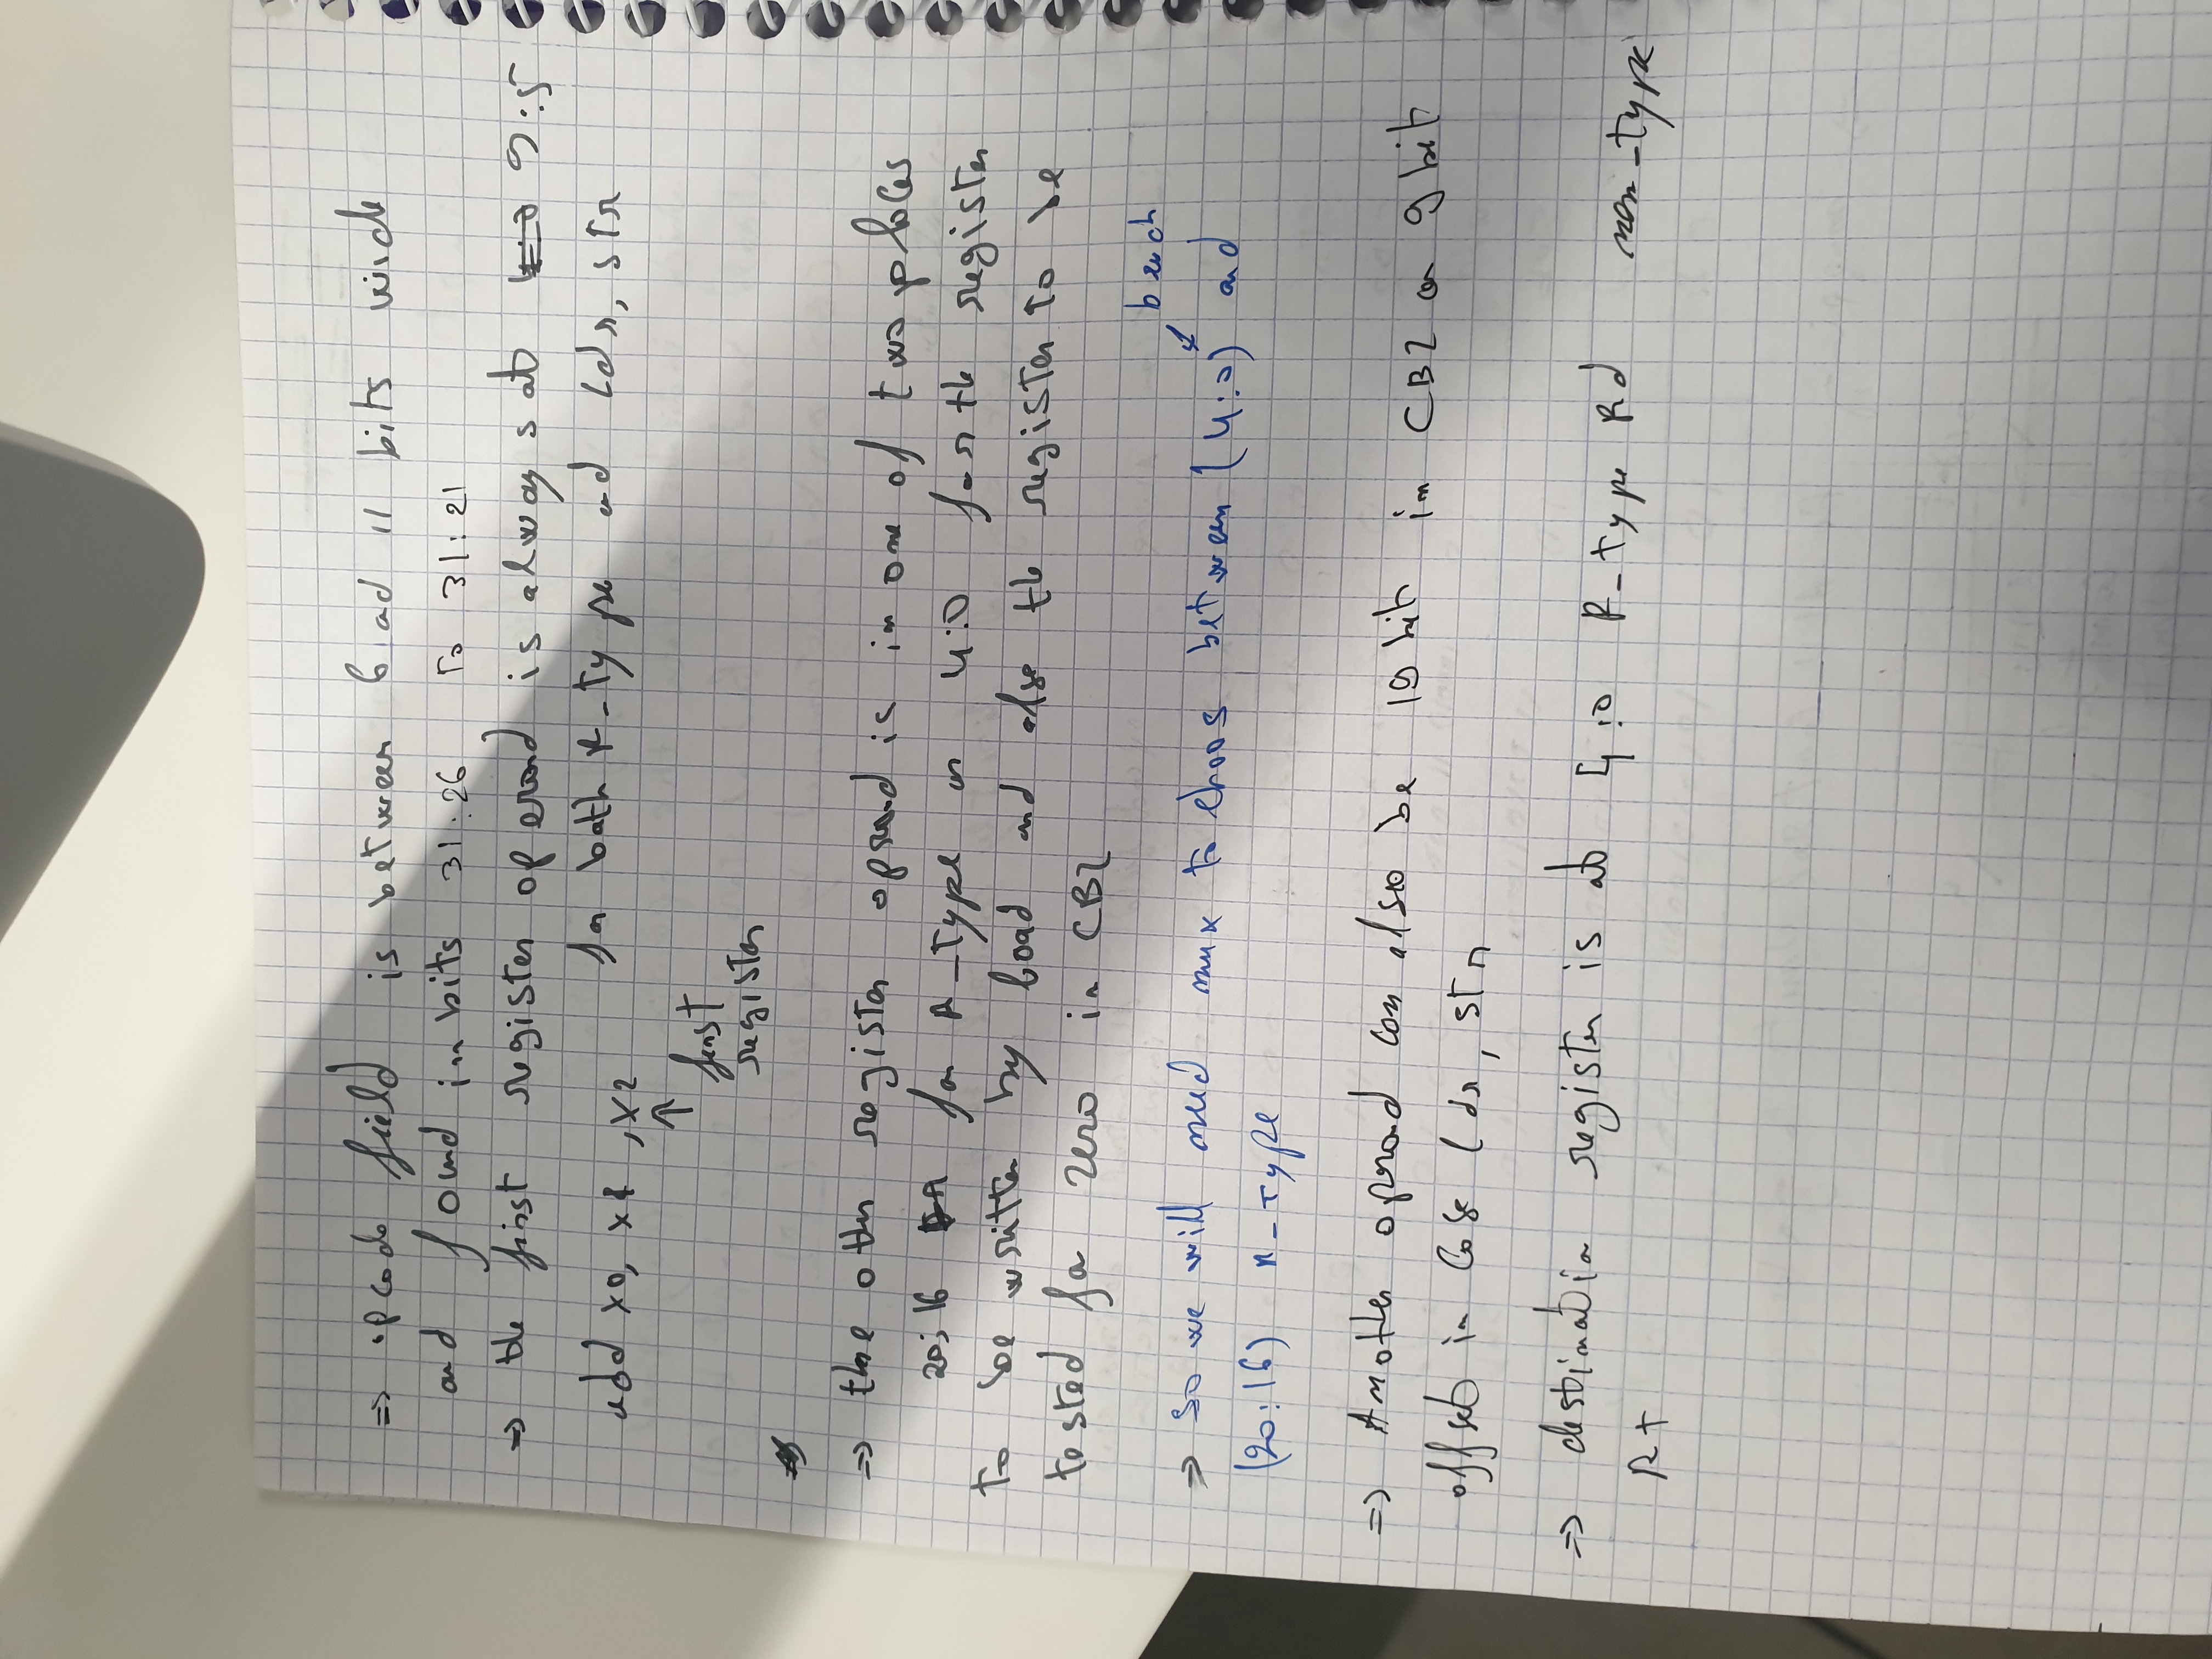 => opcode field is between 6 ad 11 bits wide
and found in bits 31:26 to 31:21
=> the first register operand is always at 9:5
for both R-type ad ldr, str
add x0, x1, x2
↑
first
register
=> the other register operand is in one of two places
20:16 for R-type or 4:0 for the register
to be written by load and also the register to be
tested for zero in CBZ
branch
=> so we will need mux to choos between (4:0) and
(20:16) R-type
=> Another operand can also be 19 bit in CBZ or 9 bit
offset in case ldr, str
=> destination register is at 4:0 R-type Rd non-type
Rt